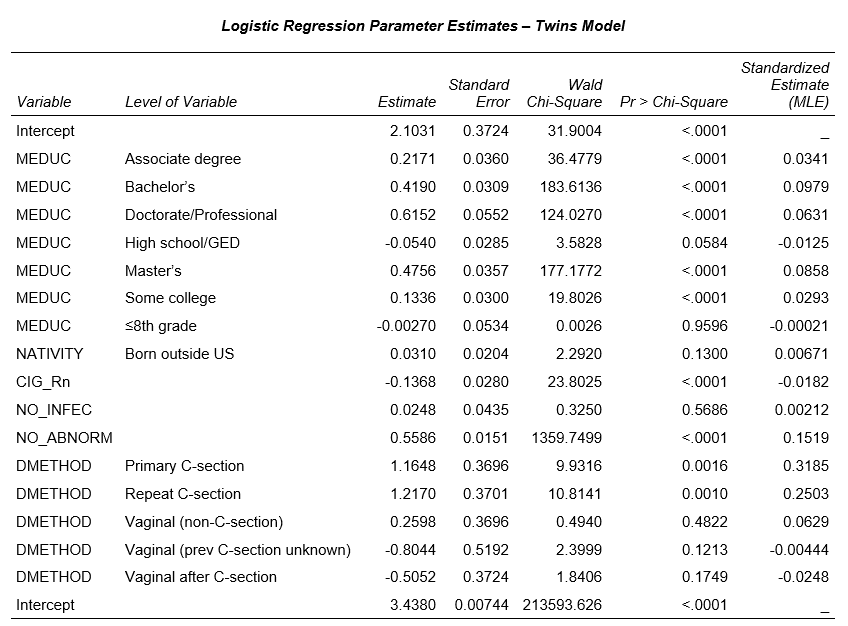 Logistic Regression Parameter Estimates – Twins Model
Standardized
Standard Wald Estimate
Variable Level of Variable Estimate Error Chi-Square Pr > Chi-Square (MLE)
Intercept 2.1031 0.3724 31.9004 <.0001 _
MEDUC Associate degree 0.2171 0.0360 36.4779 <.0001 0.0341
MEDUC Bachelor’s 0.4190 0.0309 183.6136 <.0001 0.0979
MEDUC Doctorate/Professional 0.6152 0.0552 124.0270 <.0001 0.0631
MEDUC High school/GED -0.0540 0.0285 3.5828 0.0584 -0.0125
MEDUC Master’s 0.4756 0.0357 177.1772 <.0001 0.0858
MEDUC Some college 0.1336 0.0300 19.8026 <.0001 0.0293
MEDUC ≤8th grade -0.00270 0.0534 0.0026 0.9596 -0.00021
NATIVITY Born outside US 0.0310 0.0204 2.2920 0.1300 0.00671
CIG_Rn -0.1368 0.0280 23.8025 <.0001 -0.0182
NO_INFEC 0.0248 0.0435 0.3250 0.5686 0.00212
NO_ABNORM 0.5586 0.0151 1359.7499 <.0001 0.1519
DMETHOD Primary C-section 1.1648 0.3696 9.9316 0.0016 0.3185
DMETHOD Repeat C-section 1.2170 0.3701 10.8141 0.0010 0.2503
DMETHOD Vaginal (non-C-section) 0.2598 0.3696 0.4940 0.4822 0.0629
DMETHOD Vaginal (prev C-section unknown) -0.8044 0.5192 2.3999 0.1213 -0.00444
DMETHOD Vaginal after C-section -0.5052 0.3724 1.8406 0.1749 -0.0248
Intercept 3.4380 0.00744 213593.626 <.0001 _